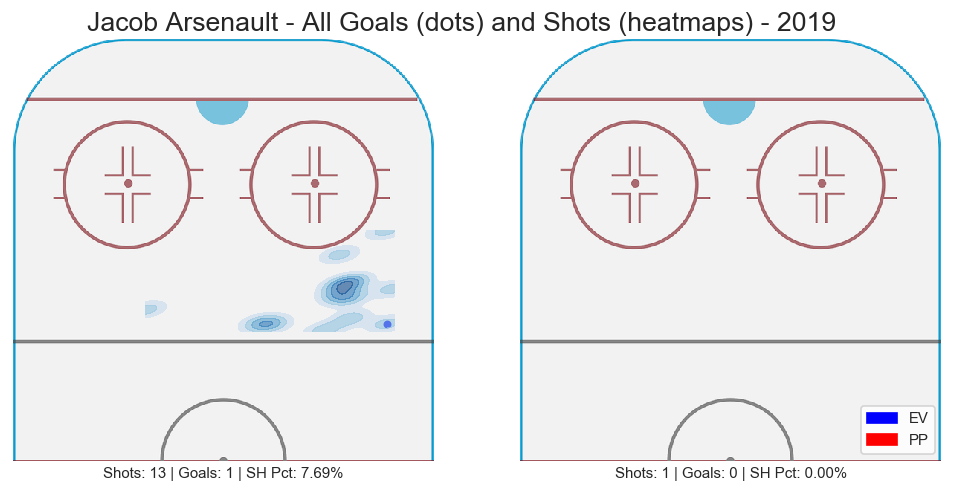 Jacob Arsenault - All Goals (dots) and Shots (heatmaps) - 2019
EV
PP
Shots: 13 | Goals: 1 | SH Pct: 7.69%
Shots: 1 | Goals: 0 | SH Pct: 0.00%